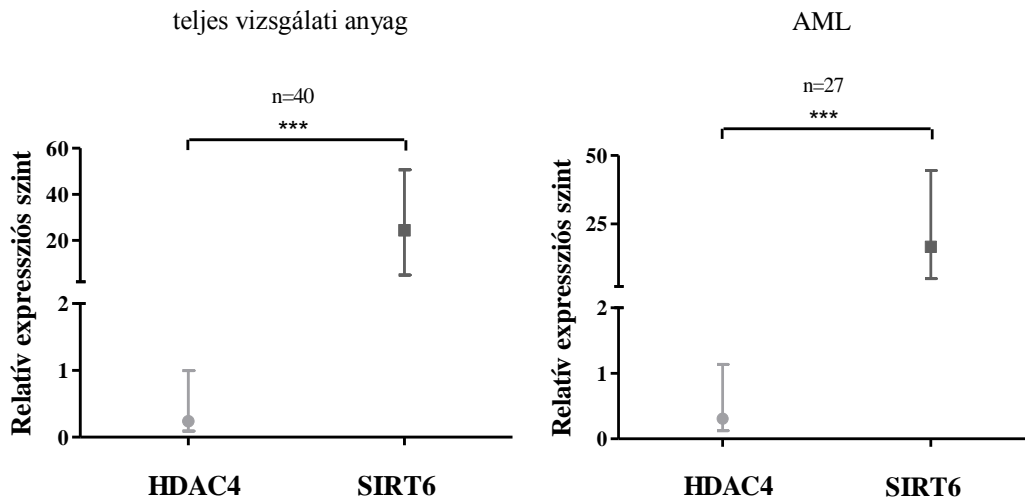 teljes vizsgálati anyag
n=40
***
Relatív expressziós szint
60
40
20
2
1
0
HDAC4
SIRT6
AML
n=27
***
Relatív expressziós szint
50
25
2
1
0
HDAC4
SIRT6